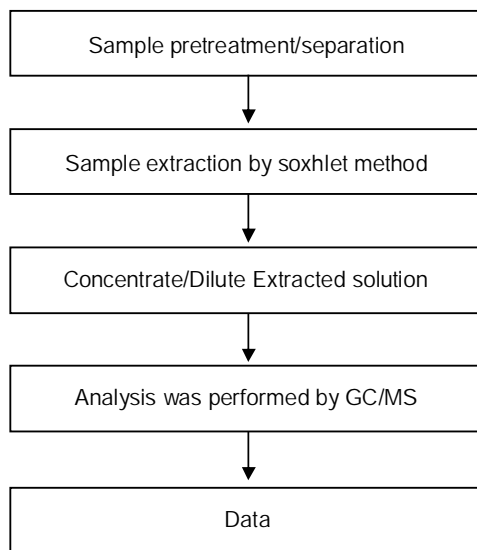 Sample pretreatment/separation
Sample extraction by soxhlet method
Concentrate/Dilute Extracted solution
Analysis was performed by GC/MS
Data